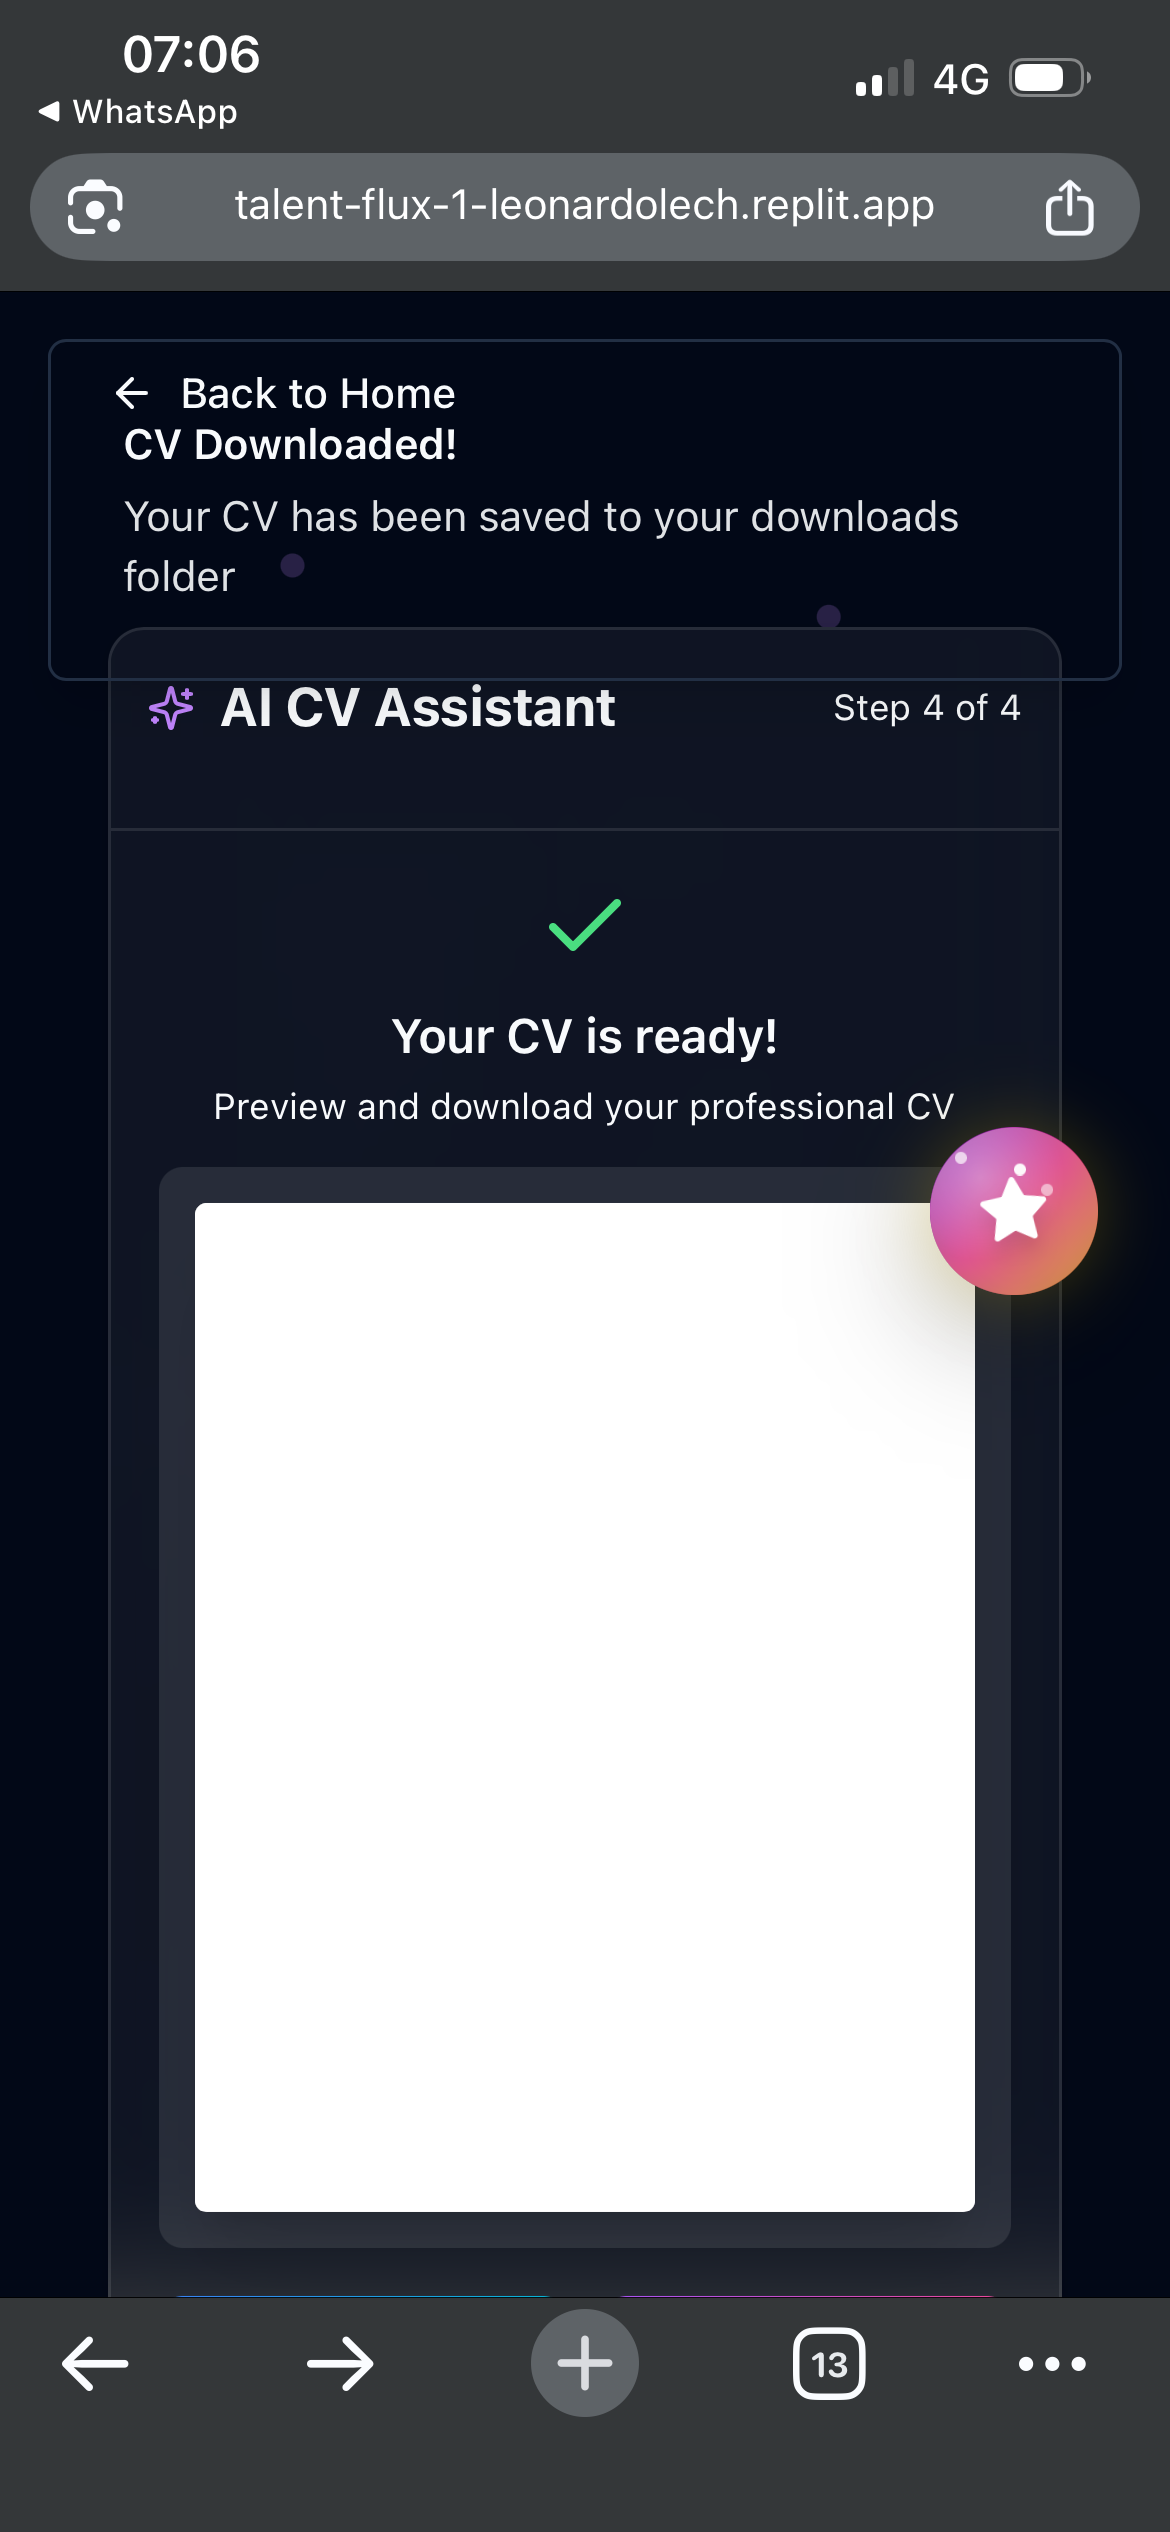 07:06
WhatsApp
4G
talent-flux-1-leonardolech.replit.app
Back to Home
CV Downloaded!
Your CV has been saved to your downloads
folder
AI CV Assistant
Step 4 of 4
Your CV is ready!
Preview and download your professional CV
13